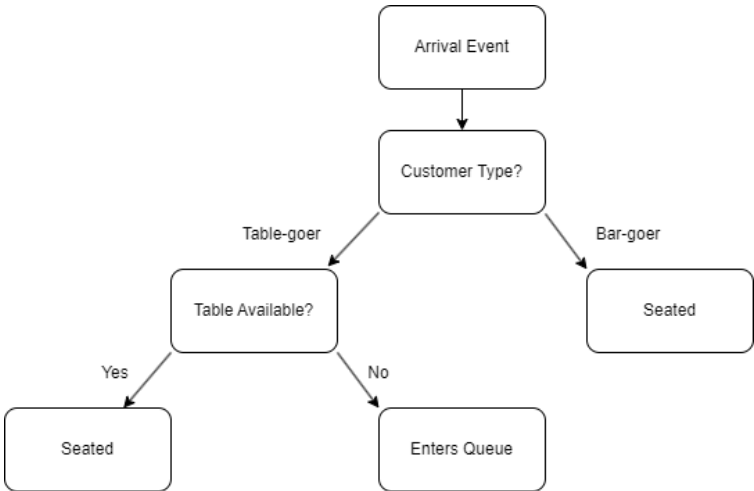 Arrival Event
Customer Type?
Table-goer
Bar-goer
Table Available?
Seated
Yes
No
Seated
Enters Queue